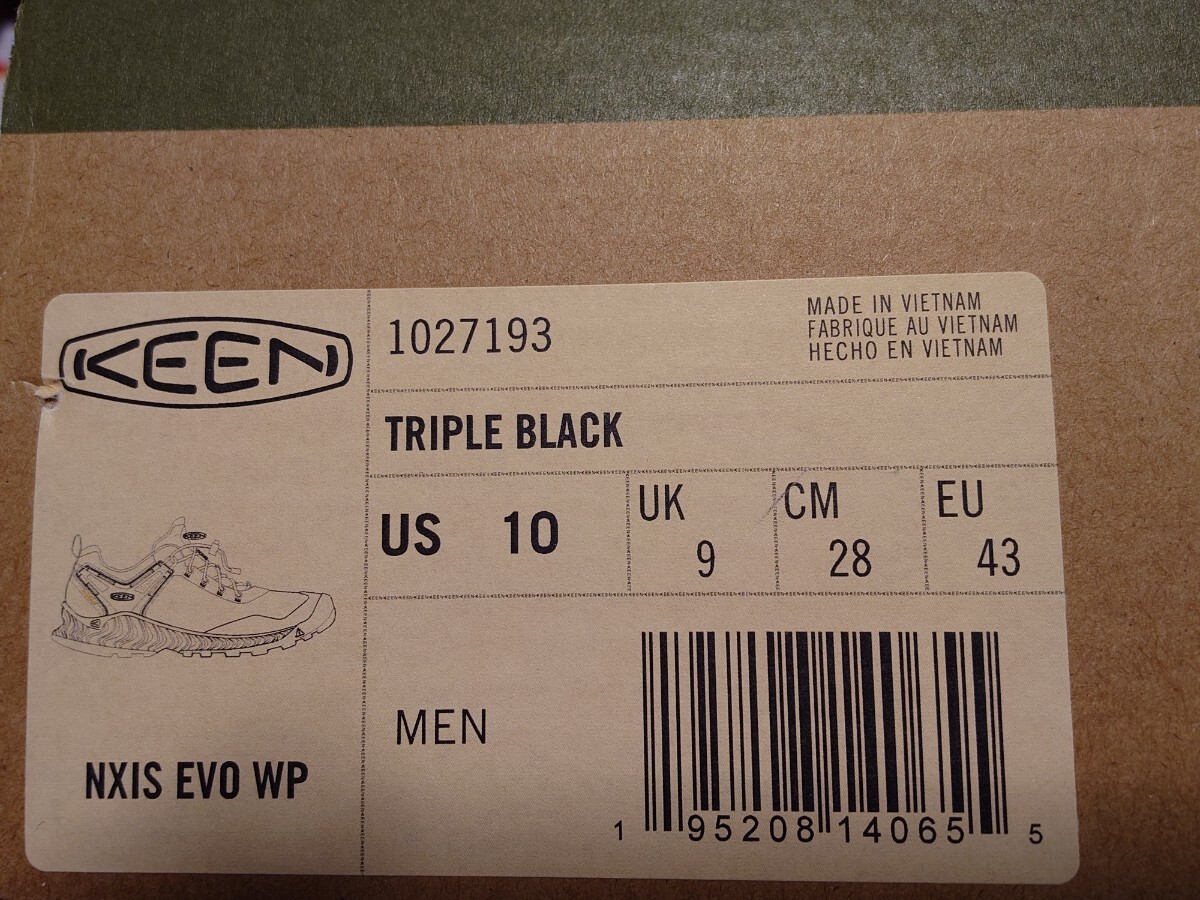 KEEN
1027193
MADE IN VIETNAM
FABRIQUE AU VIETNAM
HECHO EN VIETNAM
TRIPLE BLACK
US 10
UK 9
CM 28
EU 43
NXIS EVO WP
MEN
1 95208 14065 5